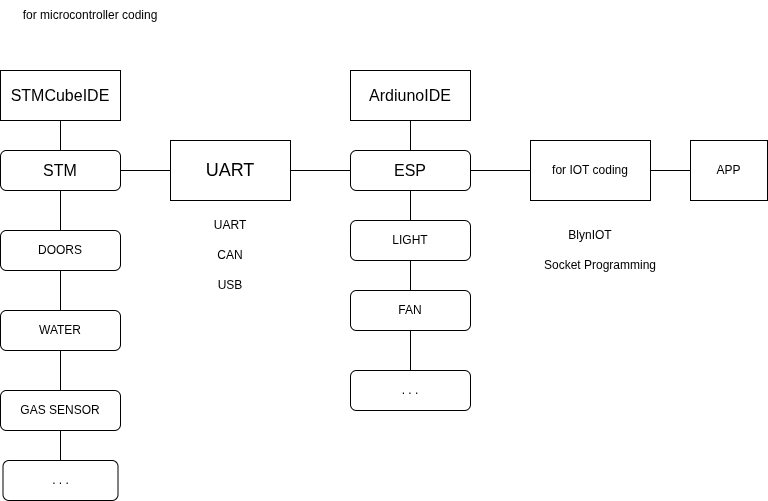 for microcontroller coding
STMCubeIDE
ArdiunoIDE
STM
UART
ESP
for IOT coding
APP
UART
CAN
USB
BlynIOT
Socket Programming
DOORS
LIGHT
WATER
FAN
GAS SENSOR
. . .
. . .